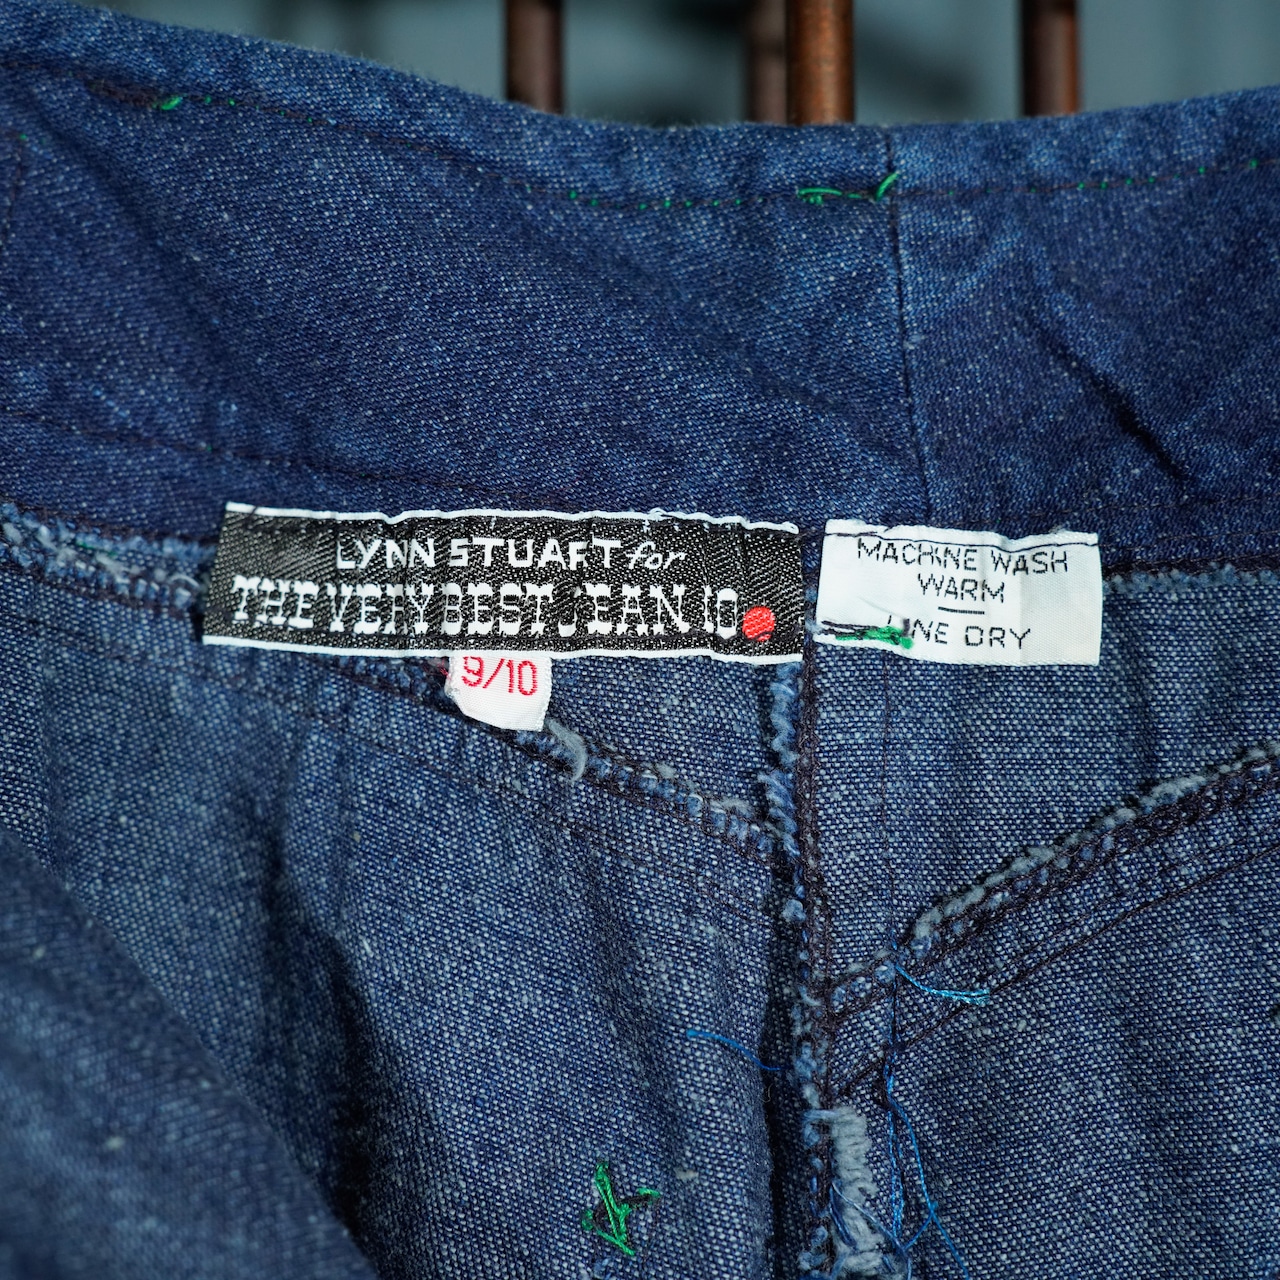 LYNN STUART for
THE VERY BEST JEAN CO.
9/10
MACHINE WASH
WARM
LINE DRY